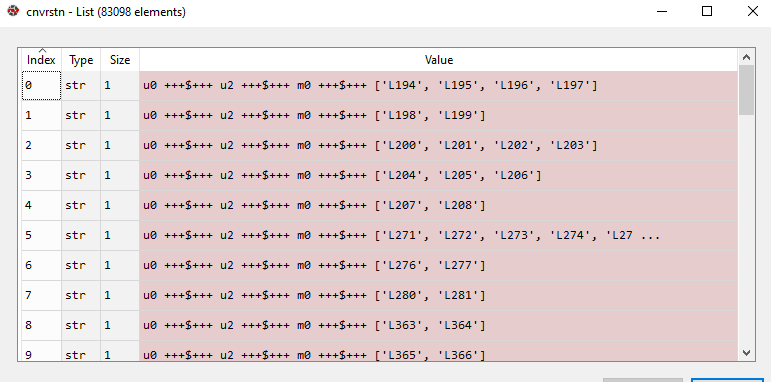 cnvrstn - List (83098 elements)
Index Type Size Value
0 str 1 u0 +++$+++ u2 +++$+++ m0 +++$+++ ['L194', 'L195', 'L196', 'L197']
1 str 1 u0 +++$+++ u2 +++$+++ m0 +++$+++ ['L198', 'L199']
2 str 1 u0 +++$+++ u2 +++$+++ m0 +++$+++ ['L200', 'L201', 'L202', 'L203']
3 str 1 u0 +++$+++ u2 +++$+++ m0 +++$+++ ['L204', 'L205', 'L206']
4 str 1 u0 +++$+++ u2 +++$+++ m0 +++$+++ ['L207', 'L208']
5 str 1 u0 +++$+++ u2 +++$+++ m0 +++$+++ ['L271', 'L272', 'L273', 'L274', 'L27 ...
6 str 1 u0 +++$+++ u2 +++$+++ m0 +++$+++ ['L276', 'L277']
7 str 1 u0 +++$+++ u2 +++$+++ m0 +++$+++ ['L280', 'L281']
8 str 1 u0 +++$+++ u2 +++$+++ m0 +++$+++ ['L363', 'L364']
9 str 1 u0 +++$+++ u2 +++$+++ m0 +++$+++ ['L365', 'L366']